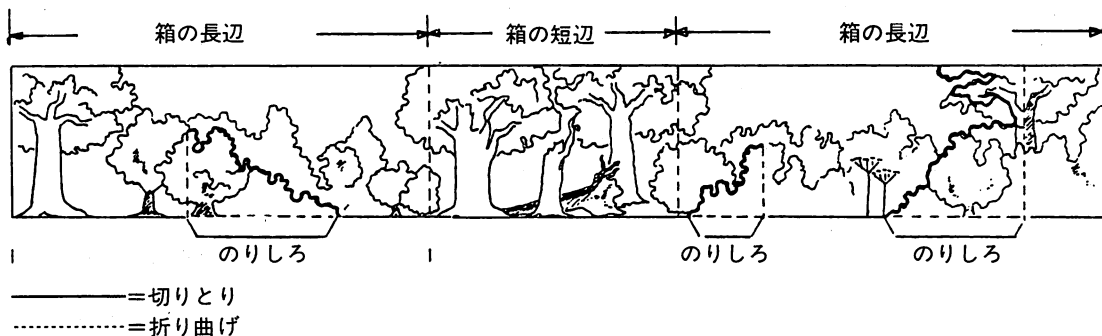 箱の長辺 箱の短辺 箱の長辺
のりしろ のりしろ のりしろ
=切りとり
=折り曲げ